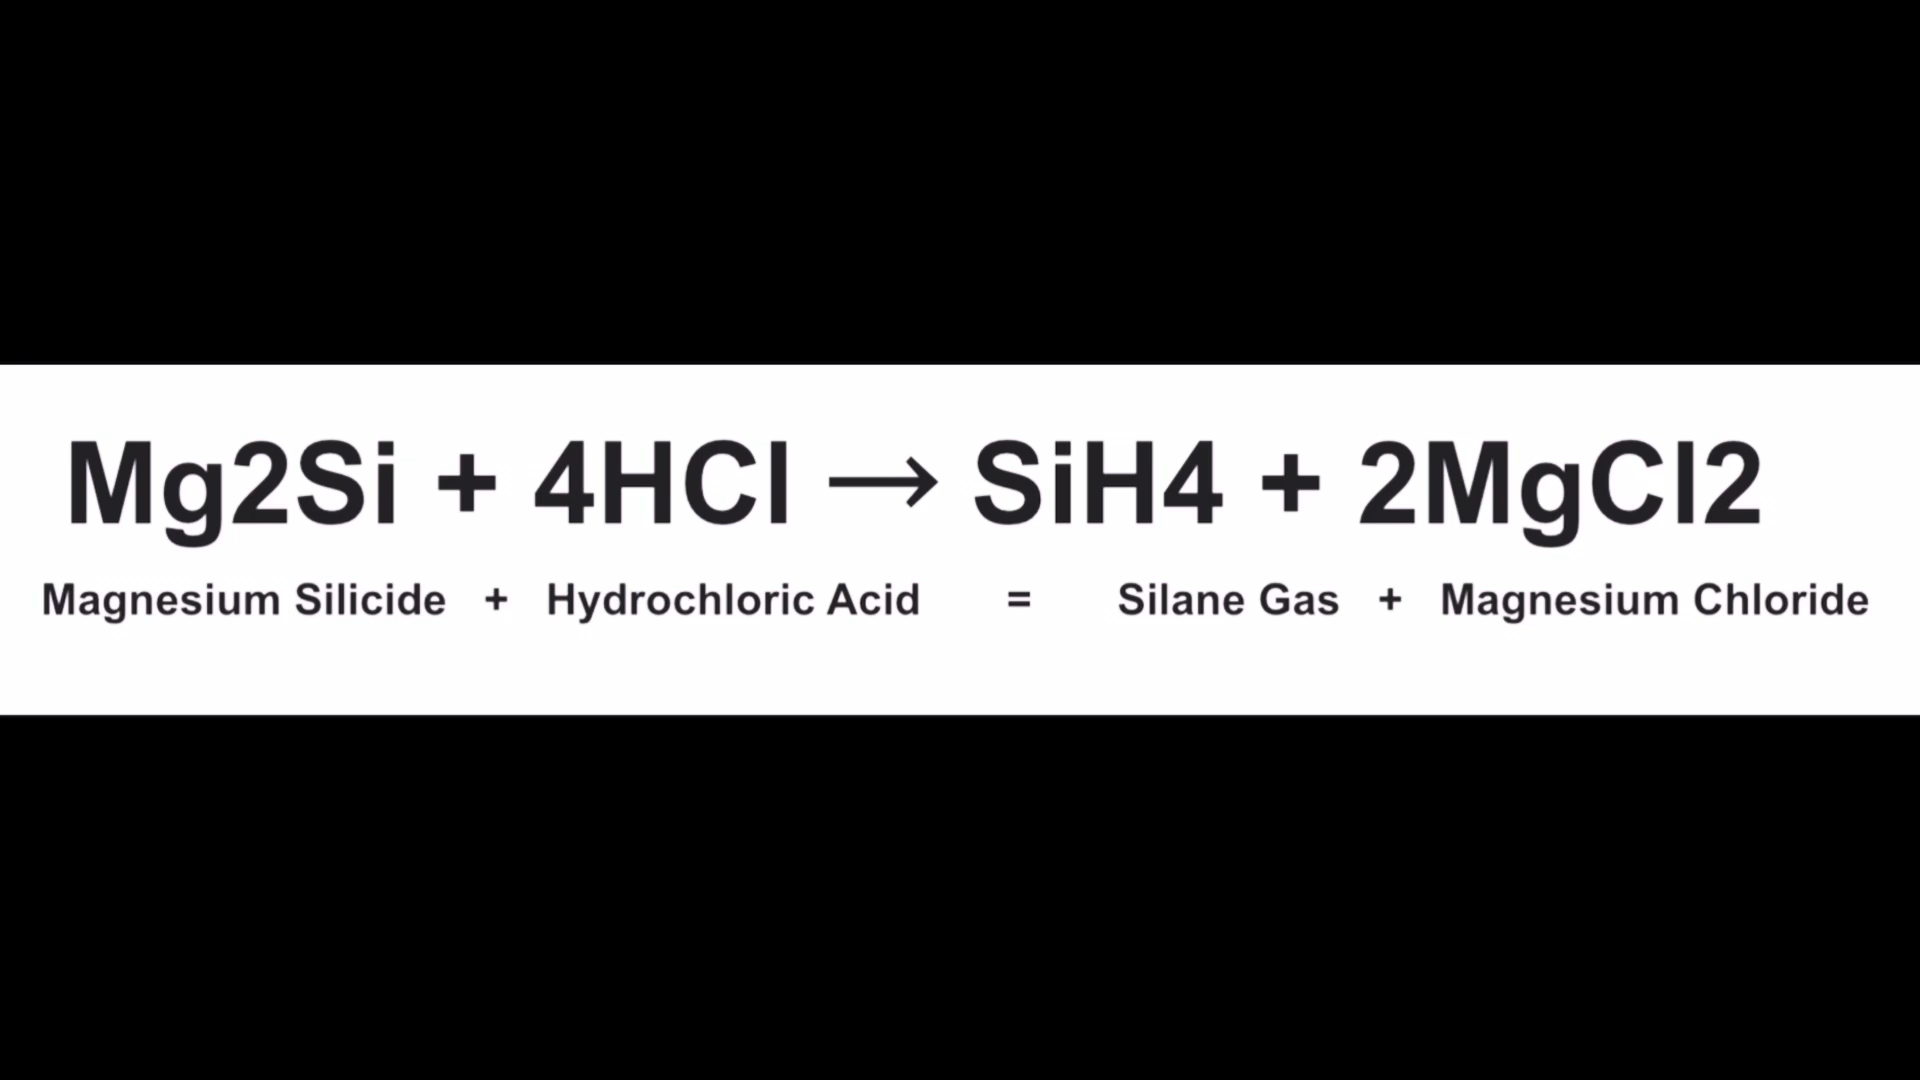 Mg2Si + 4HCl → SiH4 + 2MgCl2
Magnesium Silicide + Hydrochloric Acid = Silane Gas + Magnesium Chloride